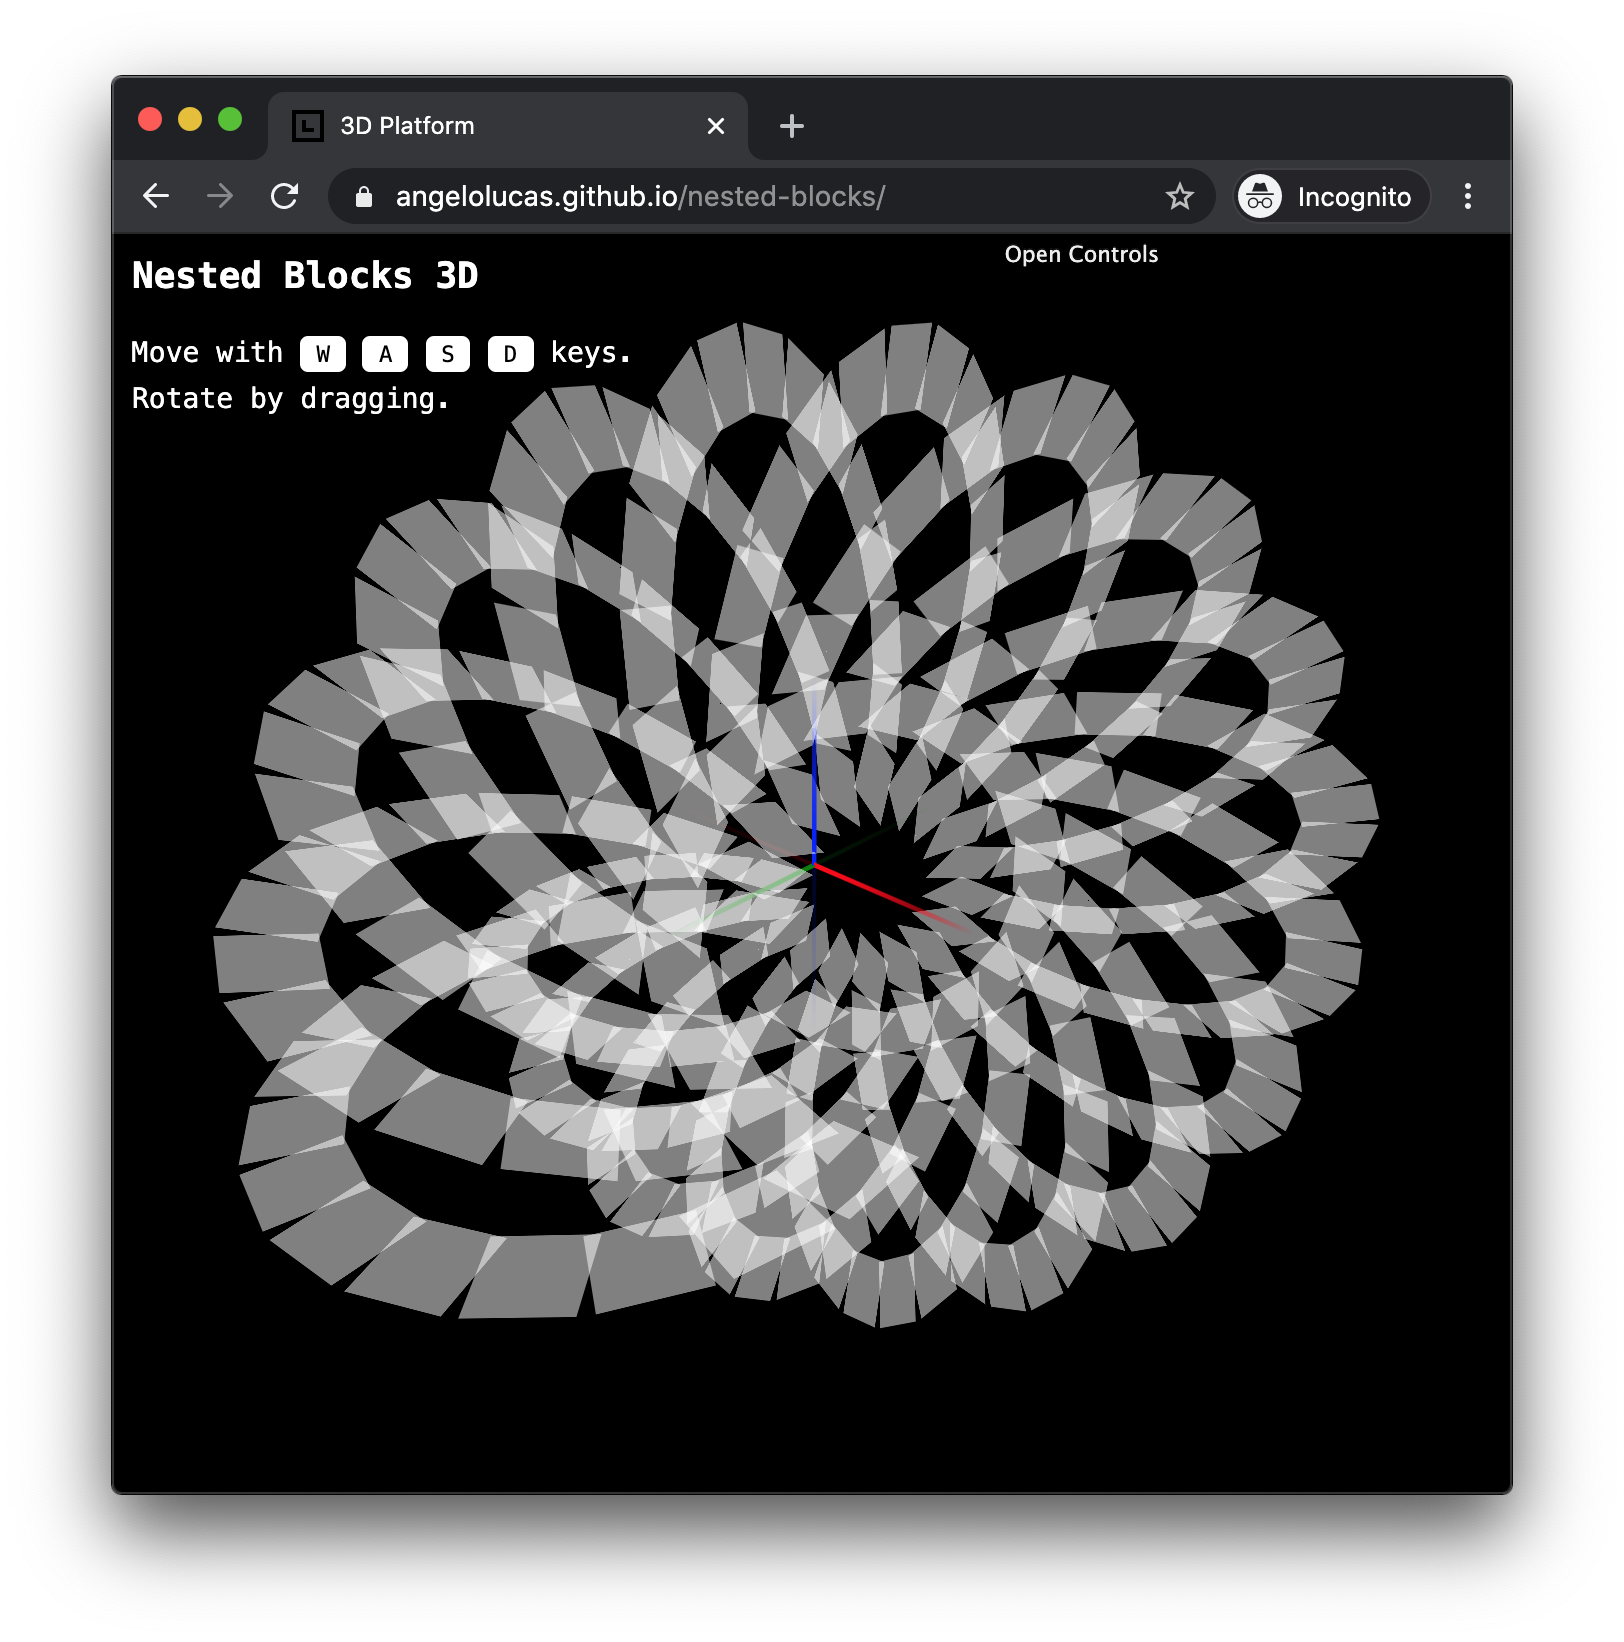 3D Platform
angelolucas.github.io/nested-blocks/
Incognito
Open Controls
Nested Blocks 3D
Move with W A S D keys.
Rotate by dragging.